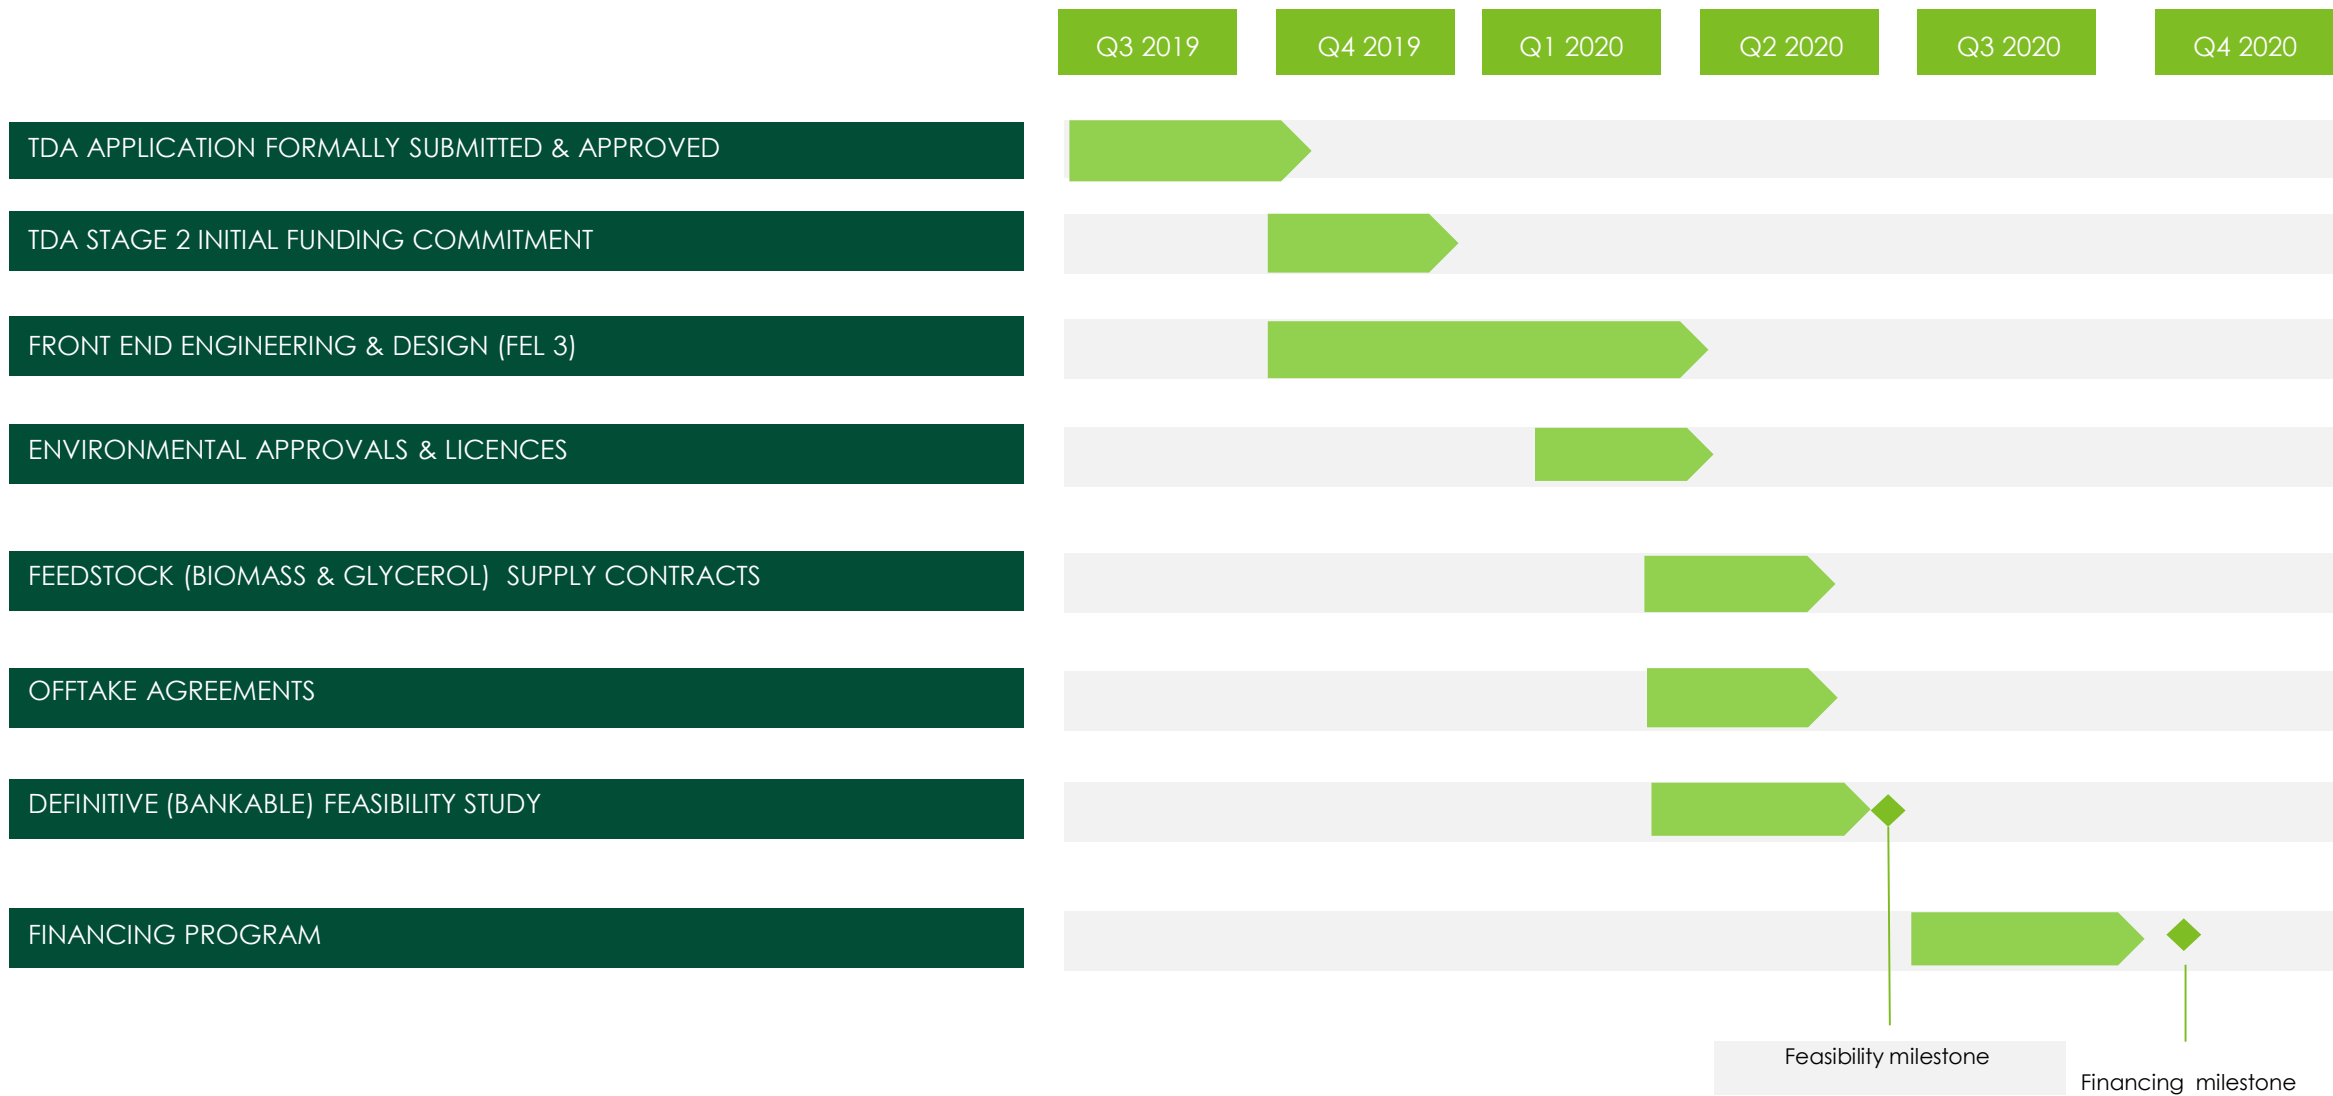 Q3 2019
Q4 2019
Q1 2020
Q2 2020
Q3 2020
Q4 2020
TDA APPLICATION FORMALLY SUBMITTED & APPROVED
TDA STAGE 2 INITIAL FUNDING COMMITMENT
FRONT END ENGINEERING & DESIGN (FEL 3)
ENVIRONMENTAL APPROVALS & LICENCES
FEEDSTOCK (BIOMASS & GLYCEROL) SUPPLY CONTRACTS
OFFTAKE AGREEMENTS
DEFINITIVE (BANKABLE) FEASIBILITY STUDY
FINANCING PROGRAM
Feasibility milestone
Financing milestone